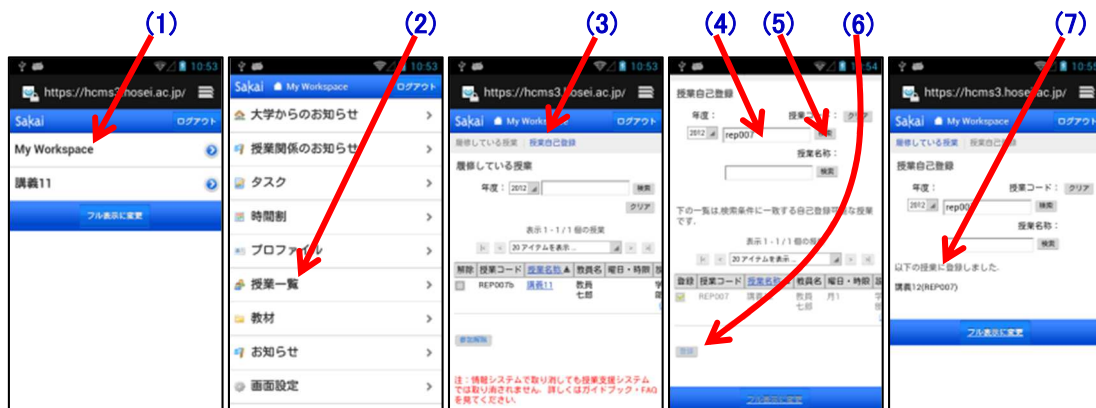 (1)
(2)
(3)
(4)
(5)
(6)
(7)
10:53
https://hcms3.hosei.ac.jp/
Sakai
ログアウト
My Workspace
講義11
フル表示に変更
10:53
Sakai My Workspace ログアウト
大学からのお知らせ
授業関係のお知らせ
タスク
時間割
プロファイル
授業一覧
教材
お知らせ
画面設定
10:53
https://hcms3.hosei.ac.jp/
Sakai My Workspace ログアウト
履修している授業 | 授業自己登録
履修している授業
年度： 2012 検索
クリア
表示 1 - 1 / 1 個の授業
20 アイテムを表示 ...
解除 授業コード 授業名称▲ 教員名 曜日・時限
REP007b 講義11 教員
七郎
参加解除
注：情報システムで取り消しても授業支援システム
では取り消されません。詳しくはガイドブック・FAQ
を見てください.
授業自己登録
年度： 授業コード： クリア
2012 rep007 検索
授業名称：
検索
下の一覧は,検索条件に一致する自己登録可能な授業
です.
表示 1 - 1 / 1 個の授業
20 アイテムを表示 ...
登録 授業コード 授業名称 教員名 曜日・時限
REP007 教員 月1
七郎
登録
フル表示に変更
https://hcms3.hosei.ac.jp/
Sakai My Workspace ログアウト
履修している授業 | 授業自己登録
授業自己登録
年度： 授業コード： クリア
2012 rep007 検索
授業名称：
検索
以下の授業に登録しました.
講義12(REP007)
フル表示に変更